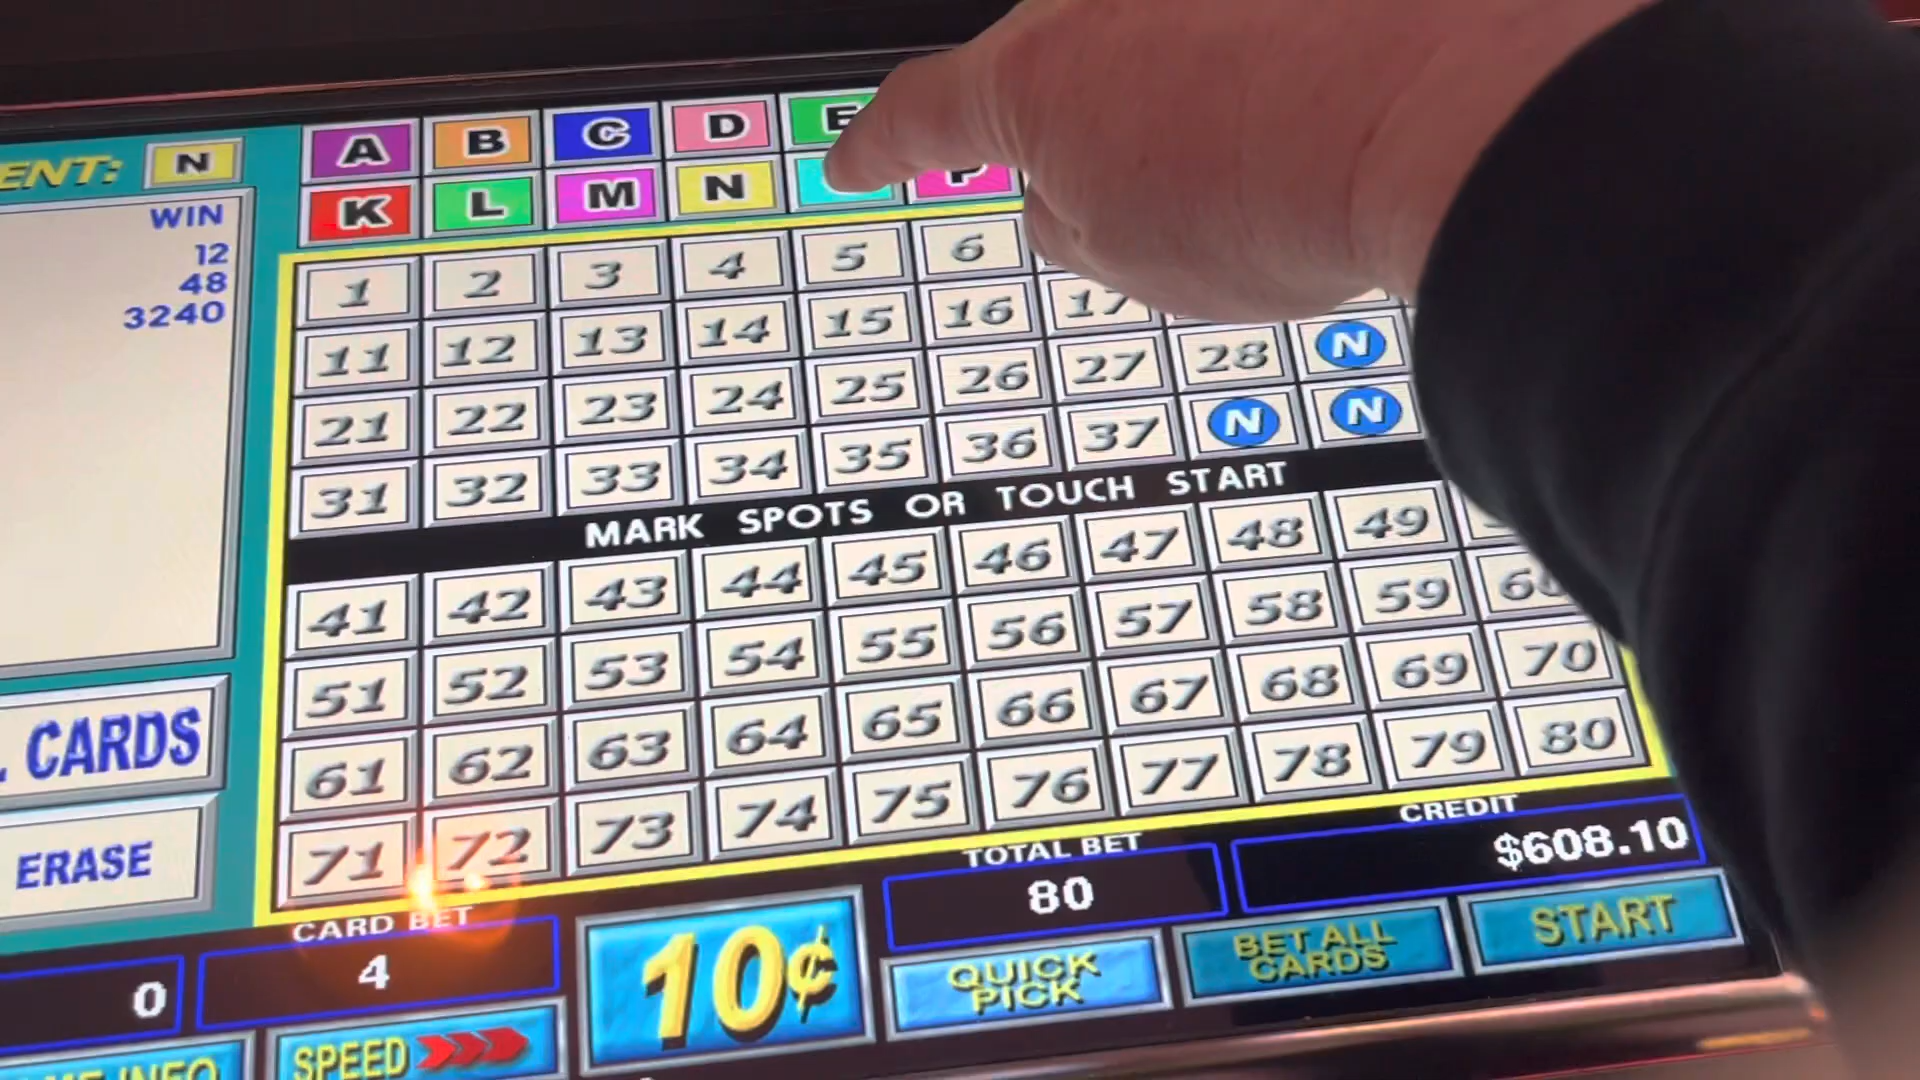 ENT: N
A B C D E
K L M N P
WIN
12
48
3240
1 2 3 4 5 6
11 12 13 14 15 16 17
21 22 23 24 25 26 27 28 N
31 32 33 34 35 36 37 N N
MARK SPOTS OR TOUCH START
41 42 43 44 45 46 47 48 49
51 52 53 54 55 56 57 58 59 60
61 62 63 64 65 66 67 68 69 70
71 72 73 74 75 76 77 78 79 80
CARDS
ERASE
CARD BET
TOTAL BET
CREDIT
0
4
10¢
80
$608.10
QUICK
PICK
BET ALL
CARDS
START
SPEED
INFO